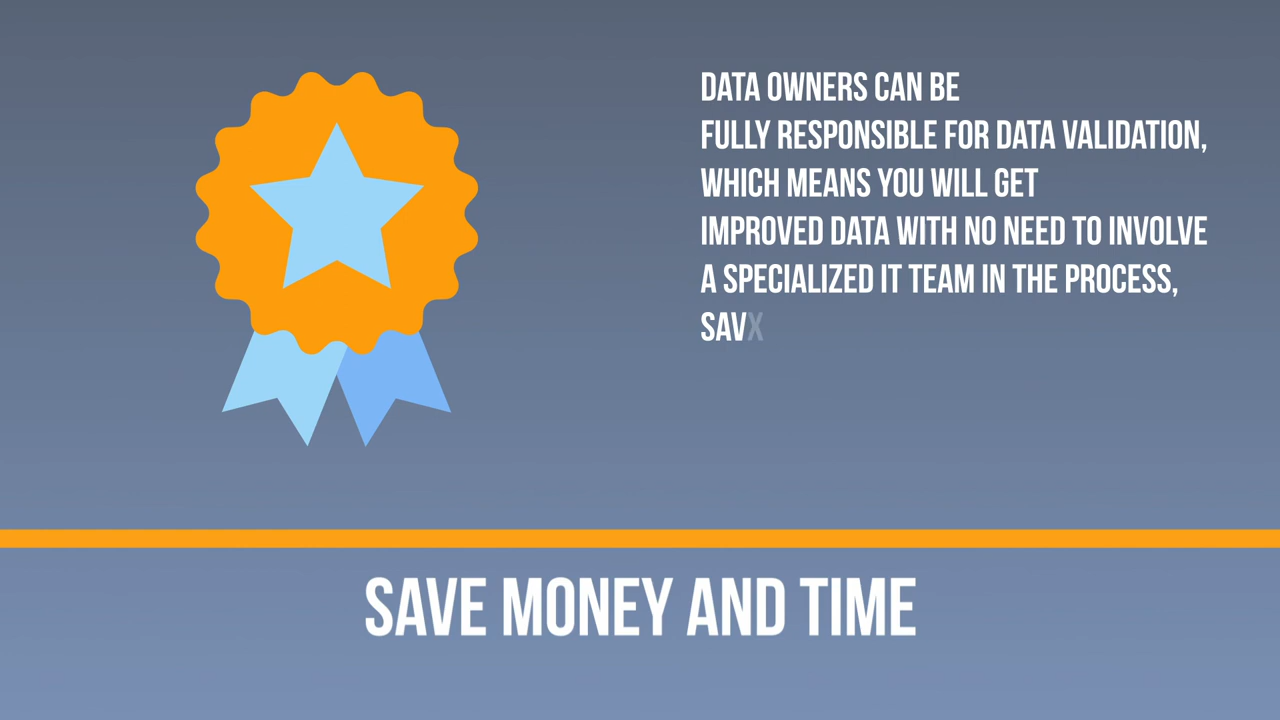 DATA OWNERS CAN BE
FULLY RESPONSIBLE FOR DATA VALIDATION,
WHICH MEANS YOU WILL GET
IMPROVED DATA WITH NO NEED TO INVOLVE
A SPECIALIZED IT TEAM IN THE PROCESS,
SAVX
SAVE MONEY AND TIME